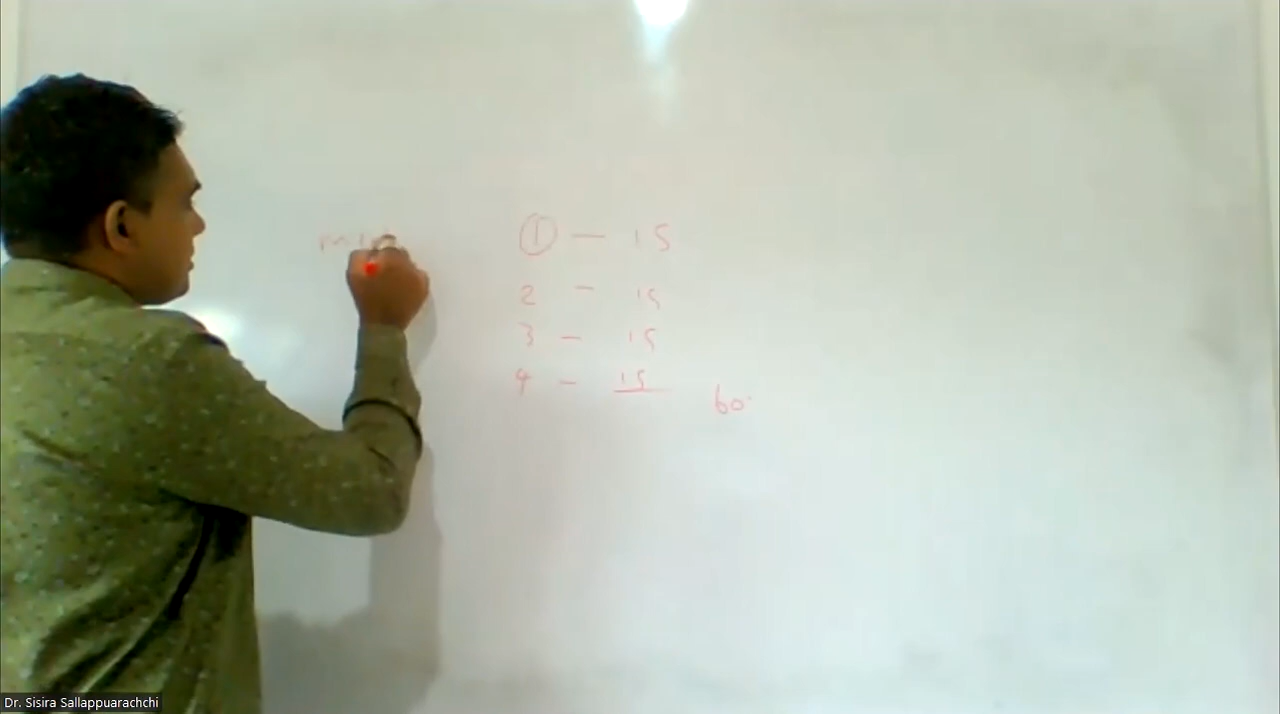 ① — 15
2 - 15
3 - 15
4 - 15
60
Dr. Sisira Sallappuarachchi